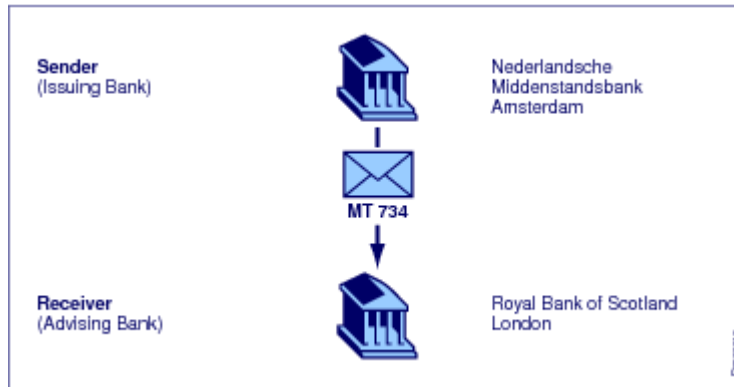 Sender
(Issuing Bank)
Nederlandsche
Middenstandsbank
Amsterdam
MT 734
Receiver
(Advising Bank)
Royal Bank of Scotland
London